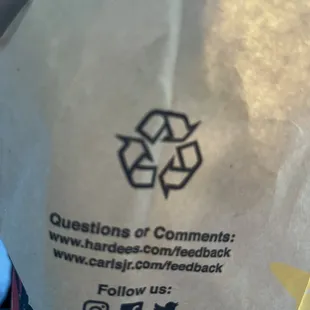 Questions or Comments:
www.hardees.com/feedback
www.carlsjr.com/feedback
Follow us: